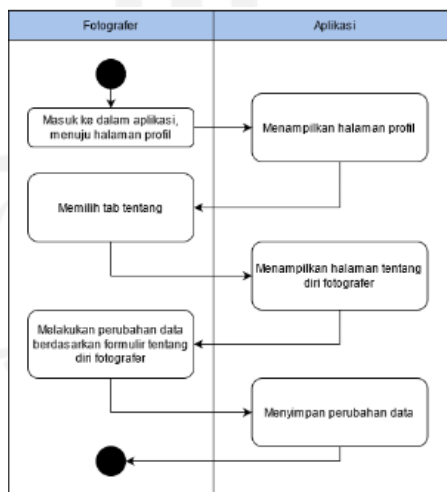 Fotografer
Aplikasi
Masuk ke dalam aplikasi,
menuju halaman profil
Menampilkan halaman profil
Memilih tab tentang
Menampilkan halaman tentang
diri fotografer
Melakukan perubahan data
berdasarkan formulir tentang
diri fotografer
Menyimpan perubahan data